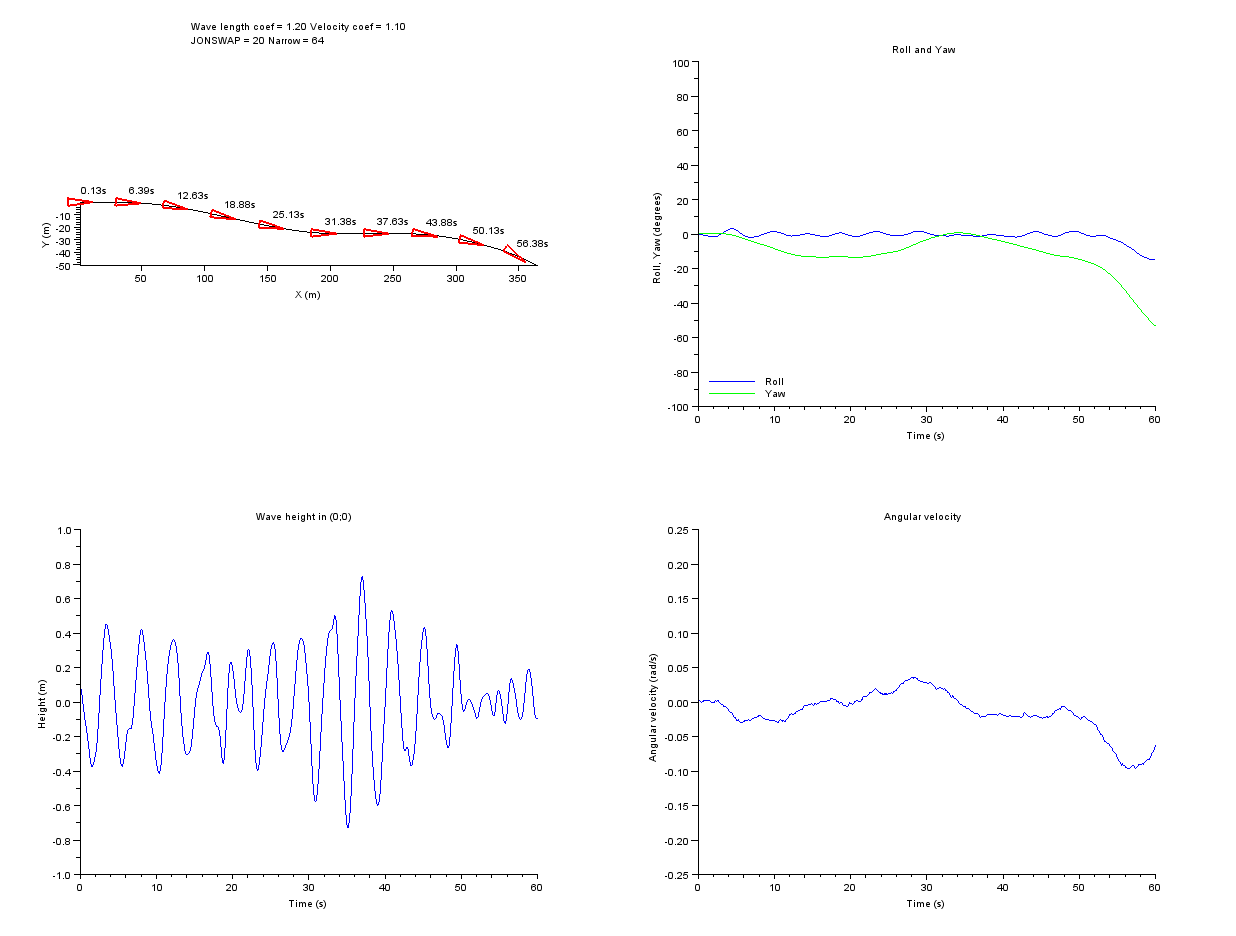 Wave length coef = 1.20 Velocity coef = 1.10
JONSWAP = 20 Narrow = 64
0.13s
6.39s
12.63s
18.88s
25.13s
31.38s
37.63s
43.88s
50.13s
56.38s
Y (m)
-10
-20
-30
-40
-50
50
100
150
200
250
300
350
X (m)
Roll and Yaw
Roll, Yaw (degrees)
100
80
60
40
20
0
-20
-40
-60
-80
-100
Roll
Yaw
0
10
20
30
40
50
60
Time (s)
Wave height in (0;0)
Height (m)
1.0
0.8
0.6
0.4
0.2
0.0
-0.2
-0.4
-0.6
-0.8
-1.0
0
10
20
30
40
50
60
Time (s)
Angular velocity
Angular velocity (rad/s)
0.25
0.20
0.15
0.10
0.05
0.00
-0.05
-0.10
-0.15
-0.20
-0.25
0
10
20
30
40
50
60
Time (s)